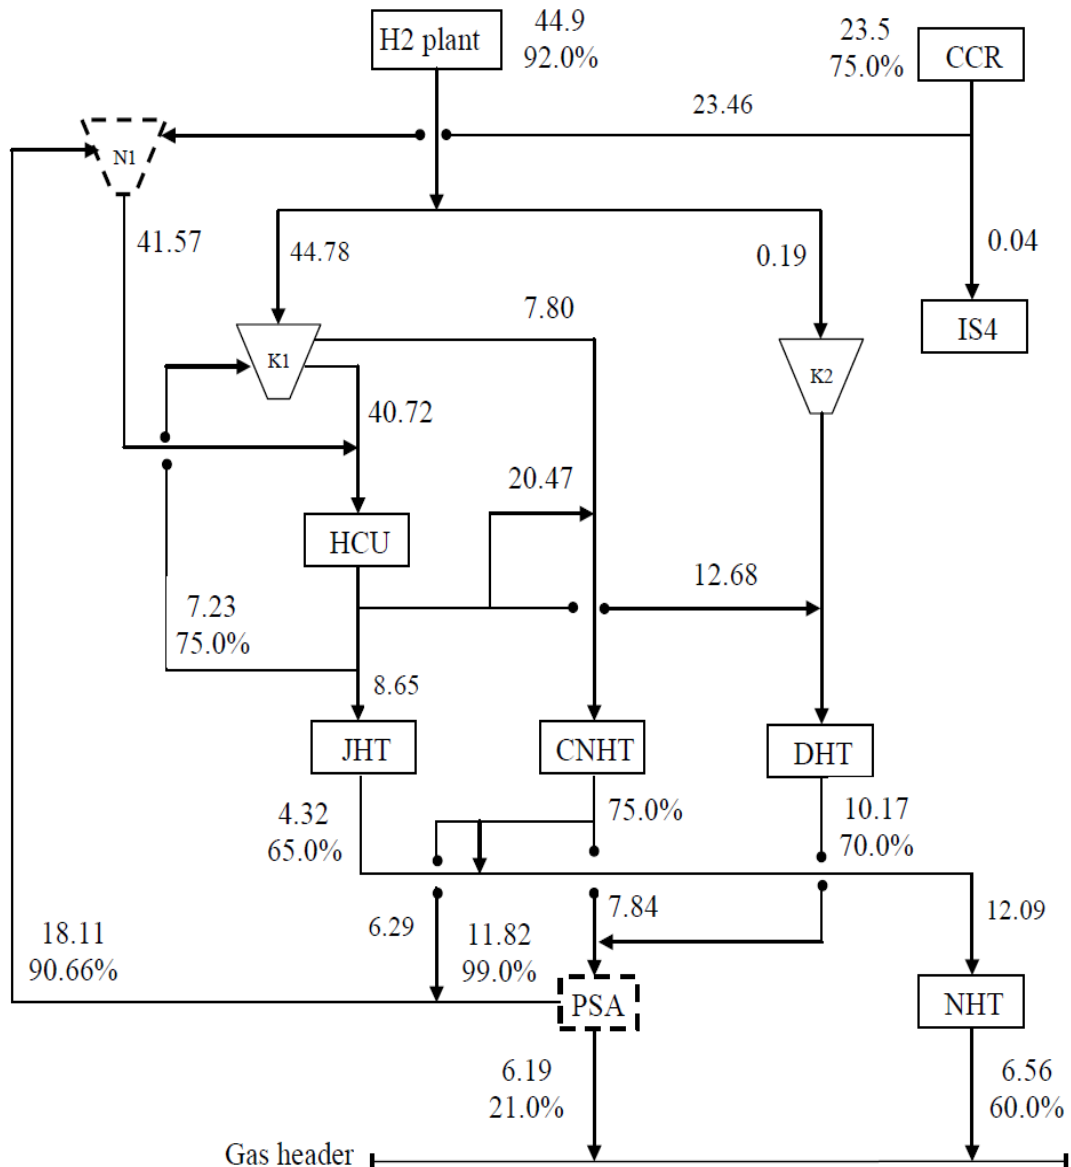 H2 plant
44.9
92.0%
23.5
75.0%
CCR
23.46
N1
41.57
44.78
0.19
0.04
7.80
IS4
K1
K2
40.72
20.47
HCU
12.68
7.23
75.0%
8.65
JHT
CNHT
DHT
4.32
65.0%
75.0%
10.17
70.0%
18.11
90.66%
6.29
11.82
99.0%
7.84
12.09
PSA
NHT
6.19
21.0%
6.56
60.0%
Gas header